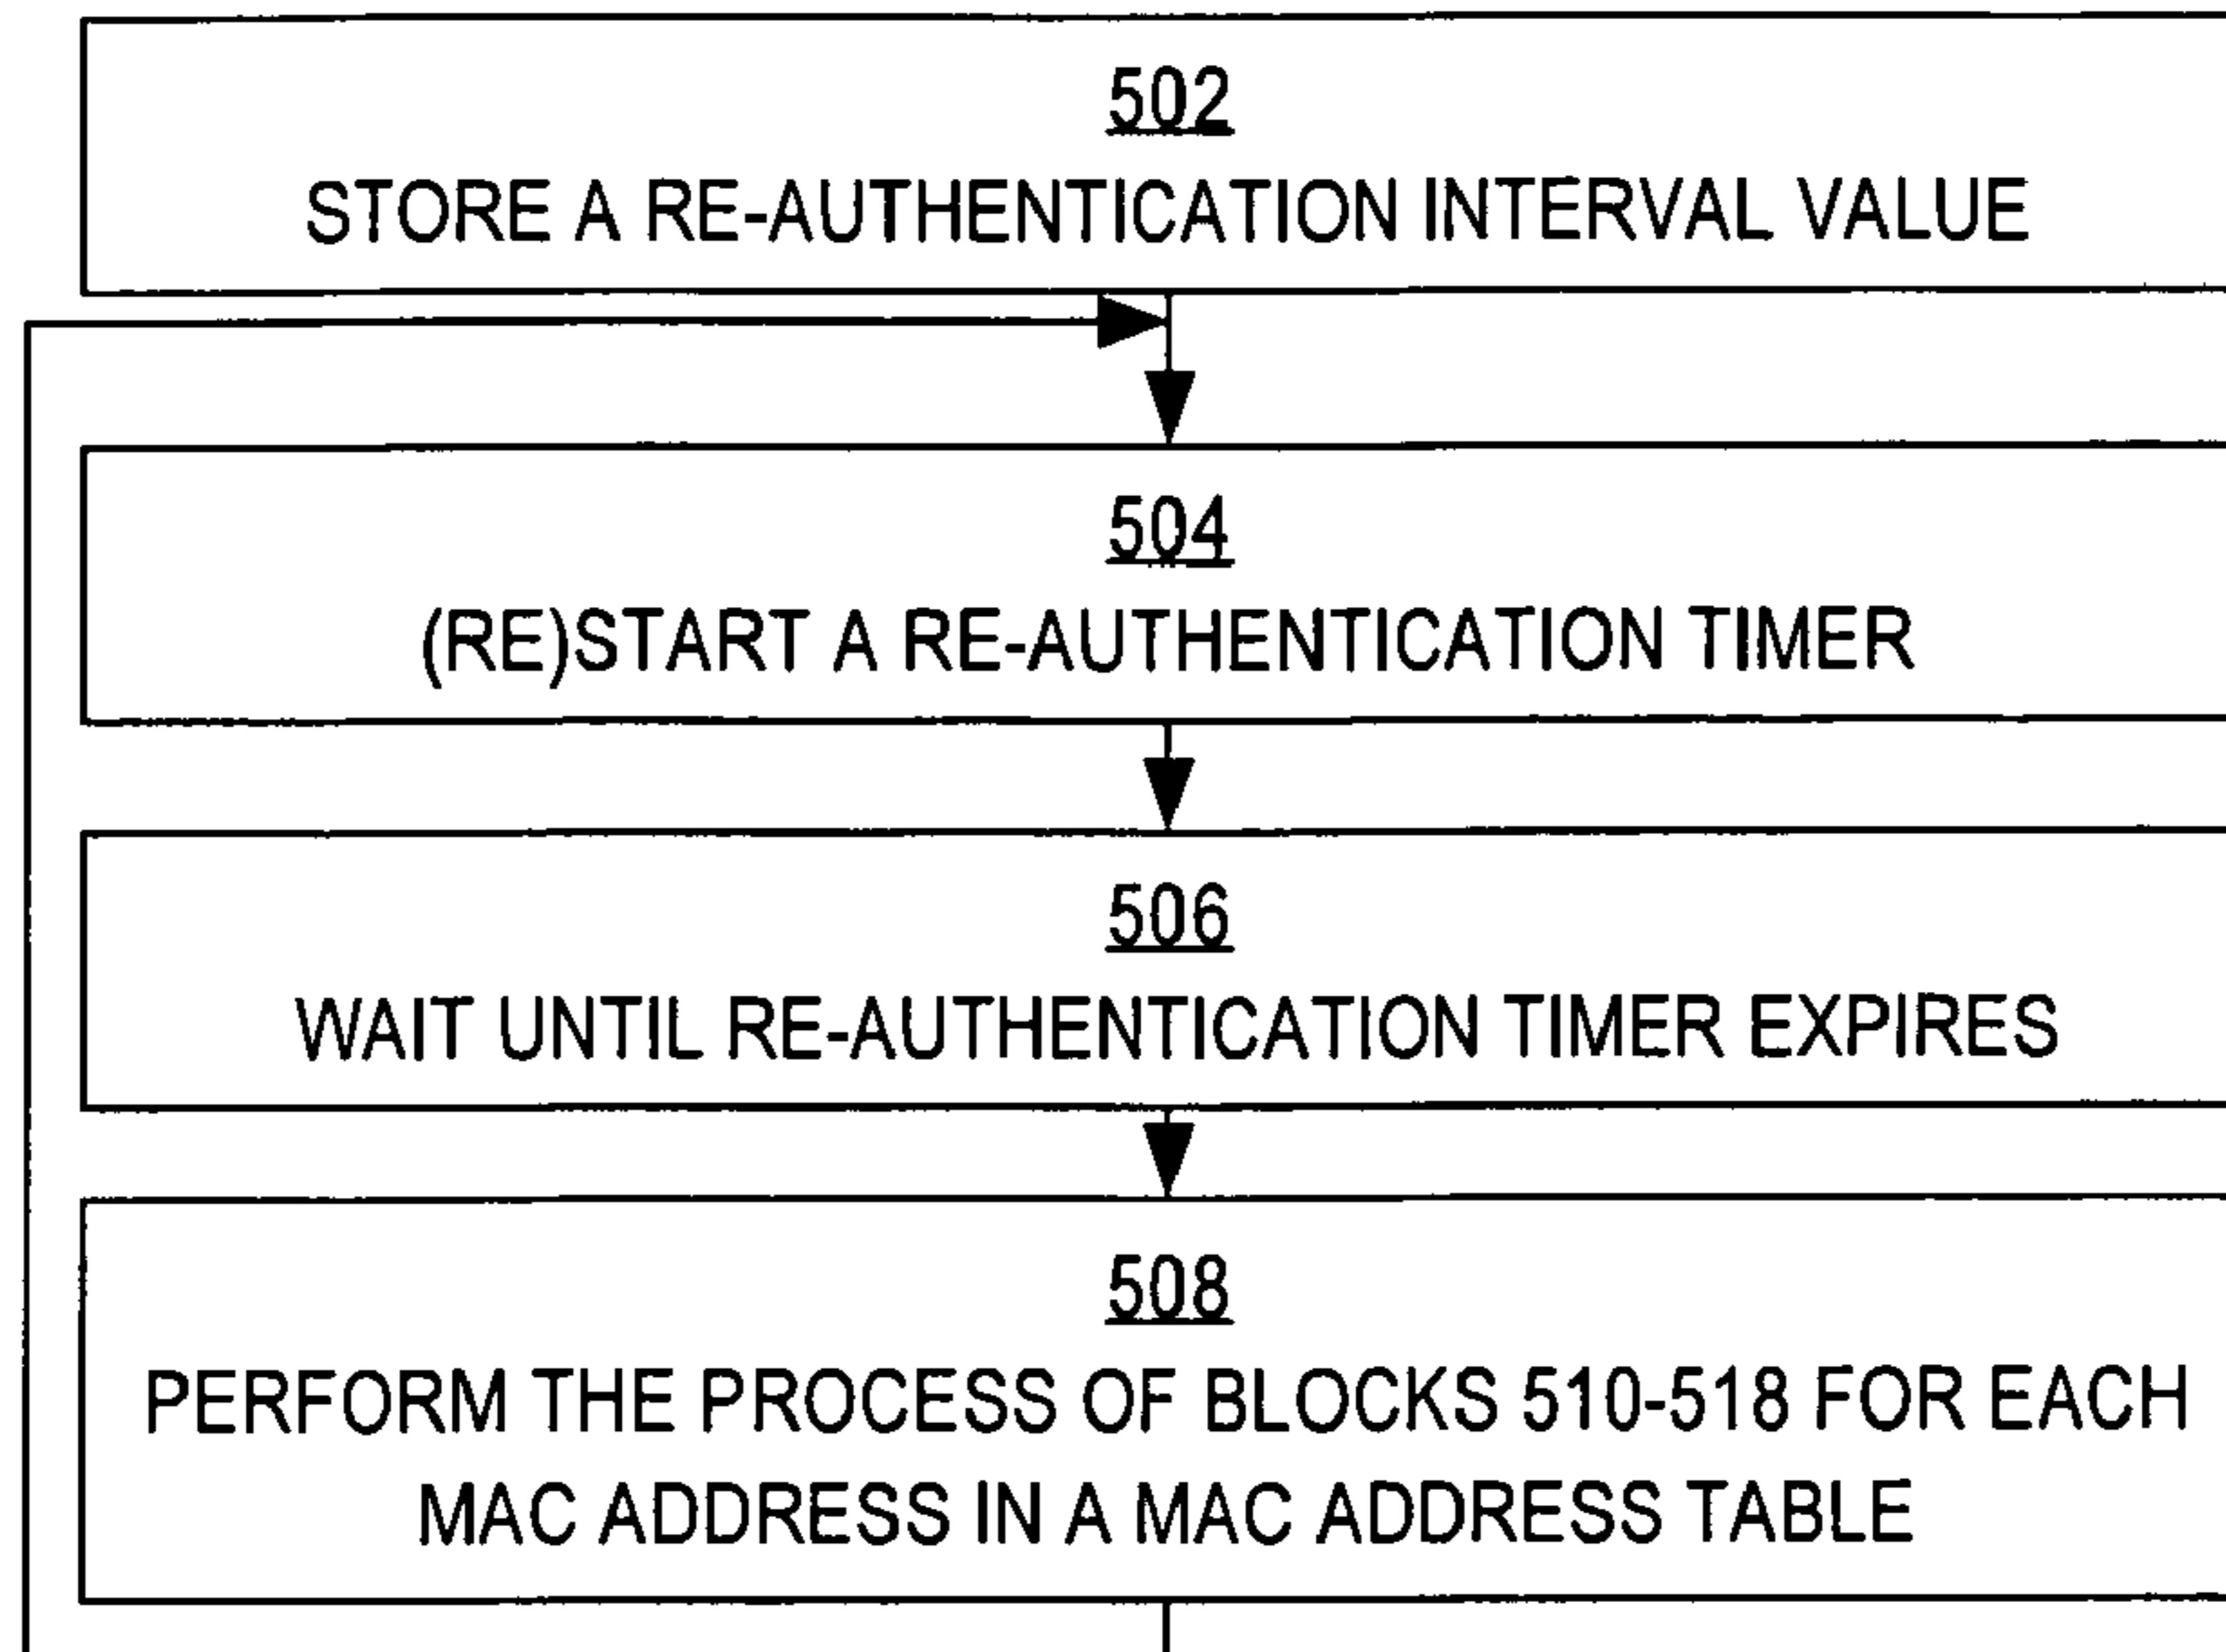 502
STORE A RE-AUTHENTICATION INTERVAL VALUE
504
(RE)START A RE-AUTHENTICATION TIMER
506
WAIT UNTIL RE-AUTHENTICATION TIMER EXPIRES
508
PERFORM THE PROCESS OF BLOCKS 510-518 FOR EACH
MAC ADDRESS IN A MAC ADDRESS TABLE